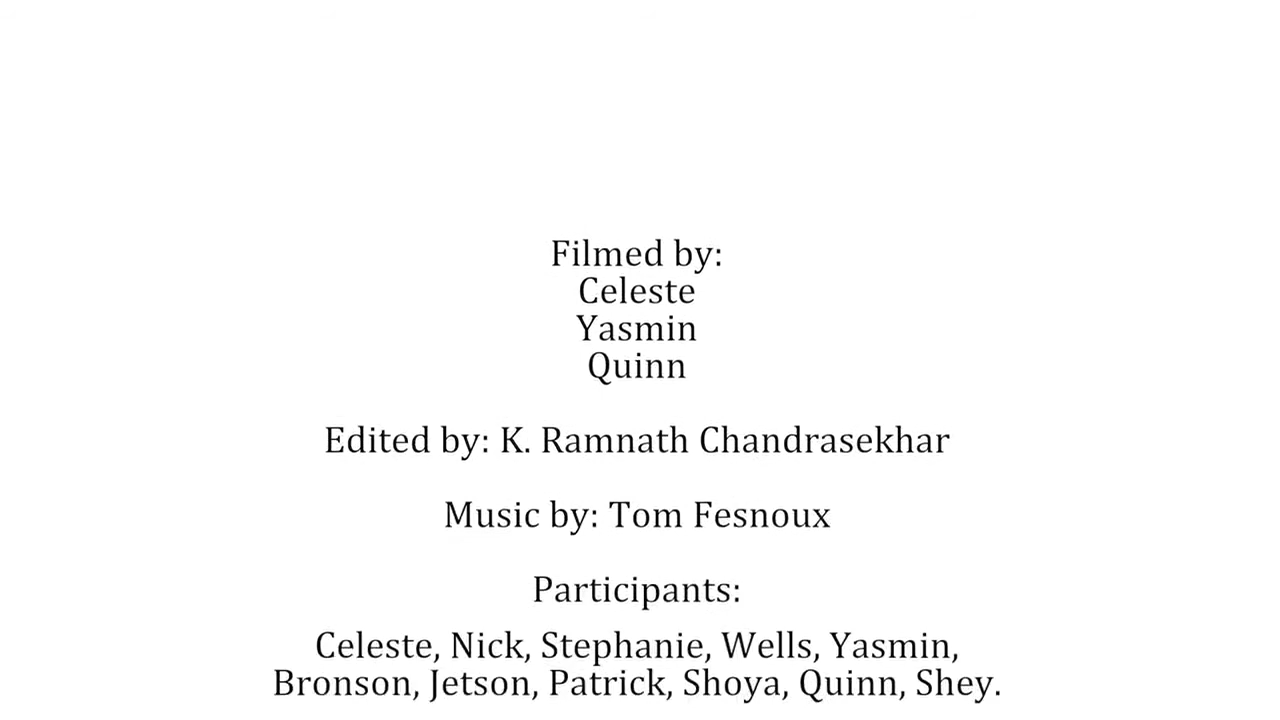 Filmed by:
Celeste
Yasmin
Quinn
Edited by: K. Ramnath Chandrasekhar
Music by: Tom Fesnoux
Participants:
Celeste, Nick, Stephanie, Wells, Yasmin,
Bronson, Jetson, Patrick, Shoya, Quinn, Shey.